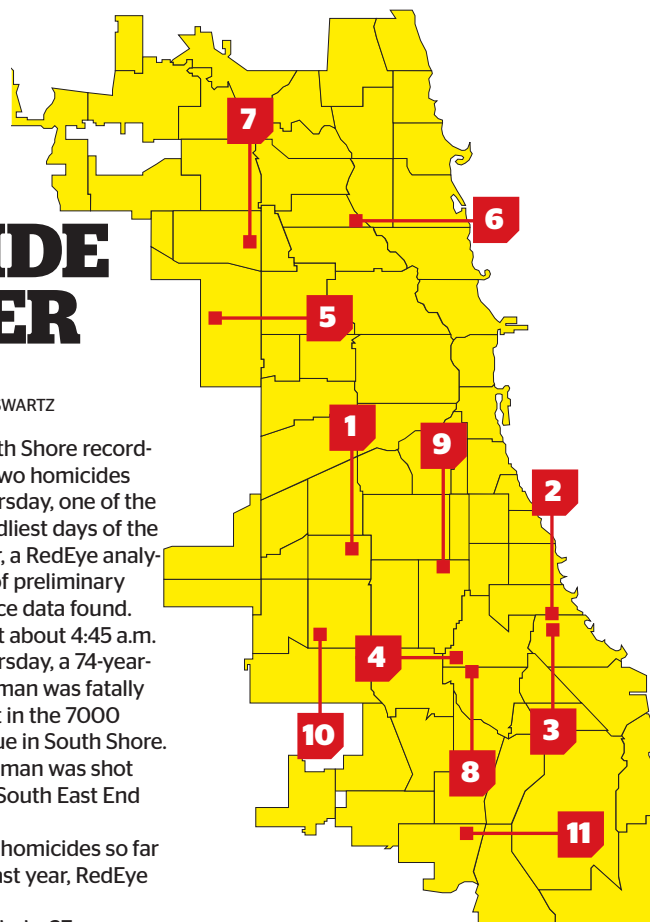 IDE
ER
WARTZ
th Shore record-
two homicides
rsday, one of the
dliest days of the
r, a RedEye analy-
of preliminary
ce data found.
t about 4:45 a.m.
rsday, a 74-year-
man was fatally
t in the 7000
ue in South Shore.
man was shot
South East End
homicides so far
ast year, RedEye
7
6
5
1
9
2
4
10
3
8
11